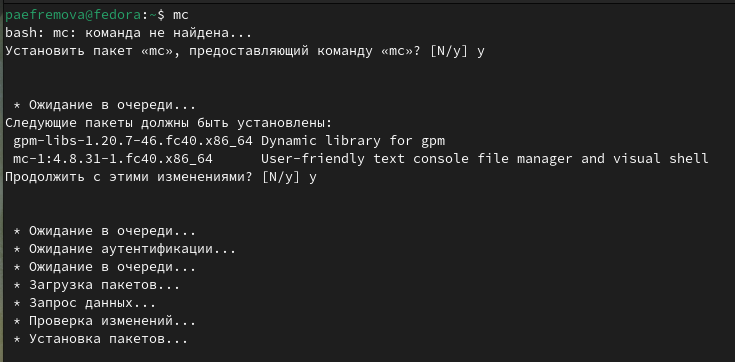 paefremova@fedora:~$ mc
bash: mc: команда не найдена...
Установить пакет «mc», предоставляющий команду «mc»? [N/y] y
* Ожидание в очереди...
Следующие пакеты должны быть установлены:
gpm-libs-1.20.7-46.fc40.x86_64 Dynamic library for gpm
mc-1:4.8.31-1.fc40.x86_64 User-friendly text console file manager and visual shell
Продолжить с этими изменениями? [N/y] y
* Ожидание в очереди...
* Ожидание аутентификации...
* Ожидание в очереди...
* Загрузка пакетов...
* Запрос данных...
* Проверка изменений...
* Установка пакетов...